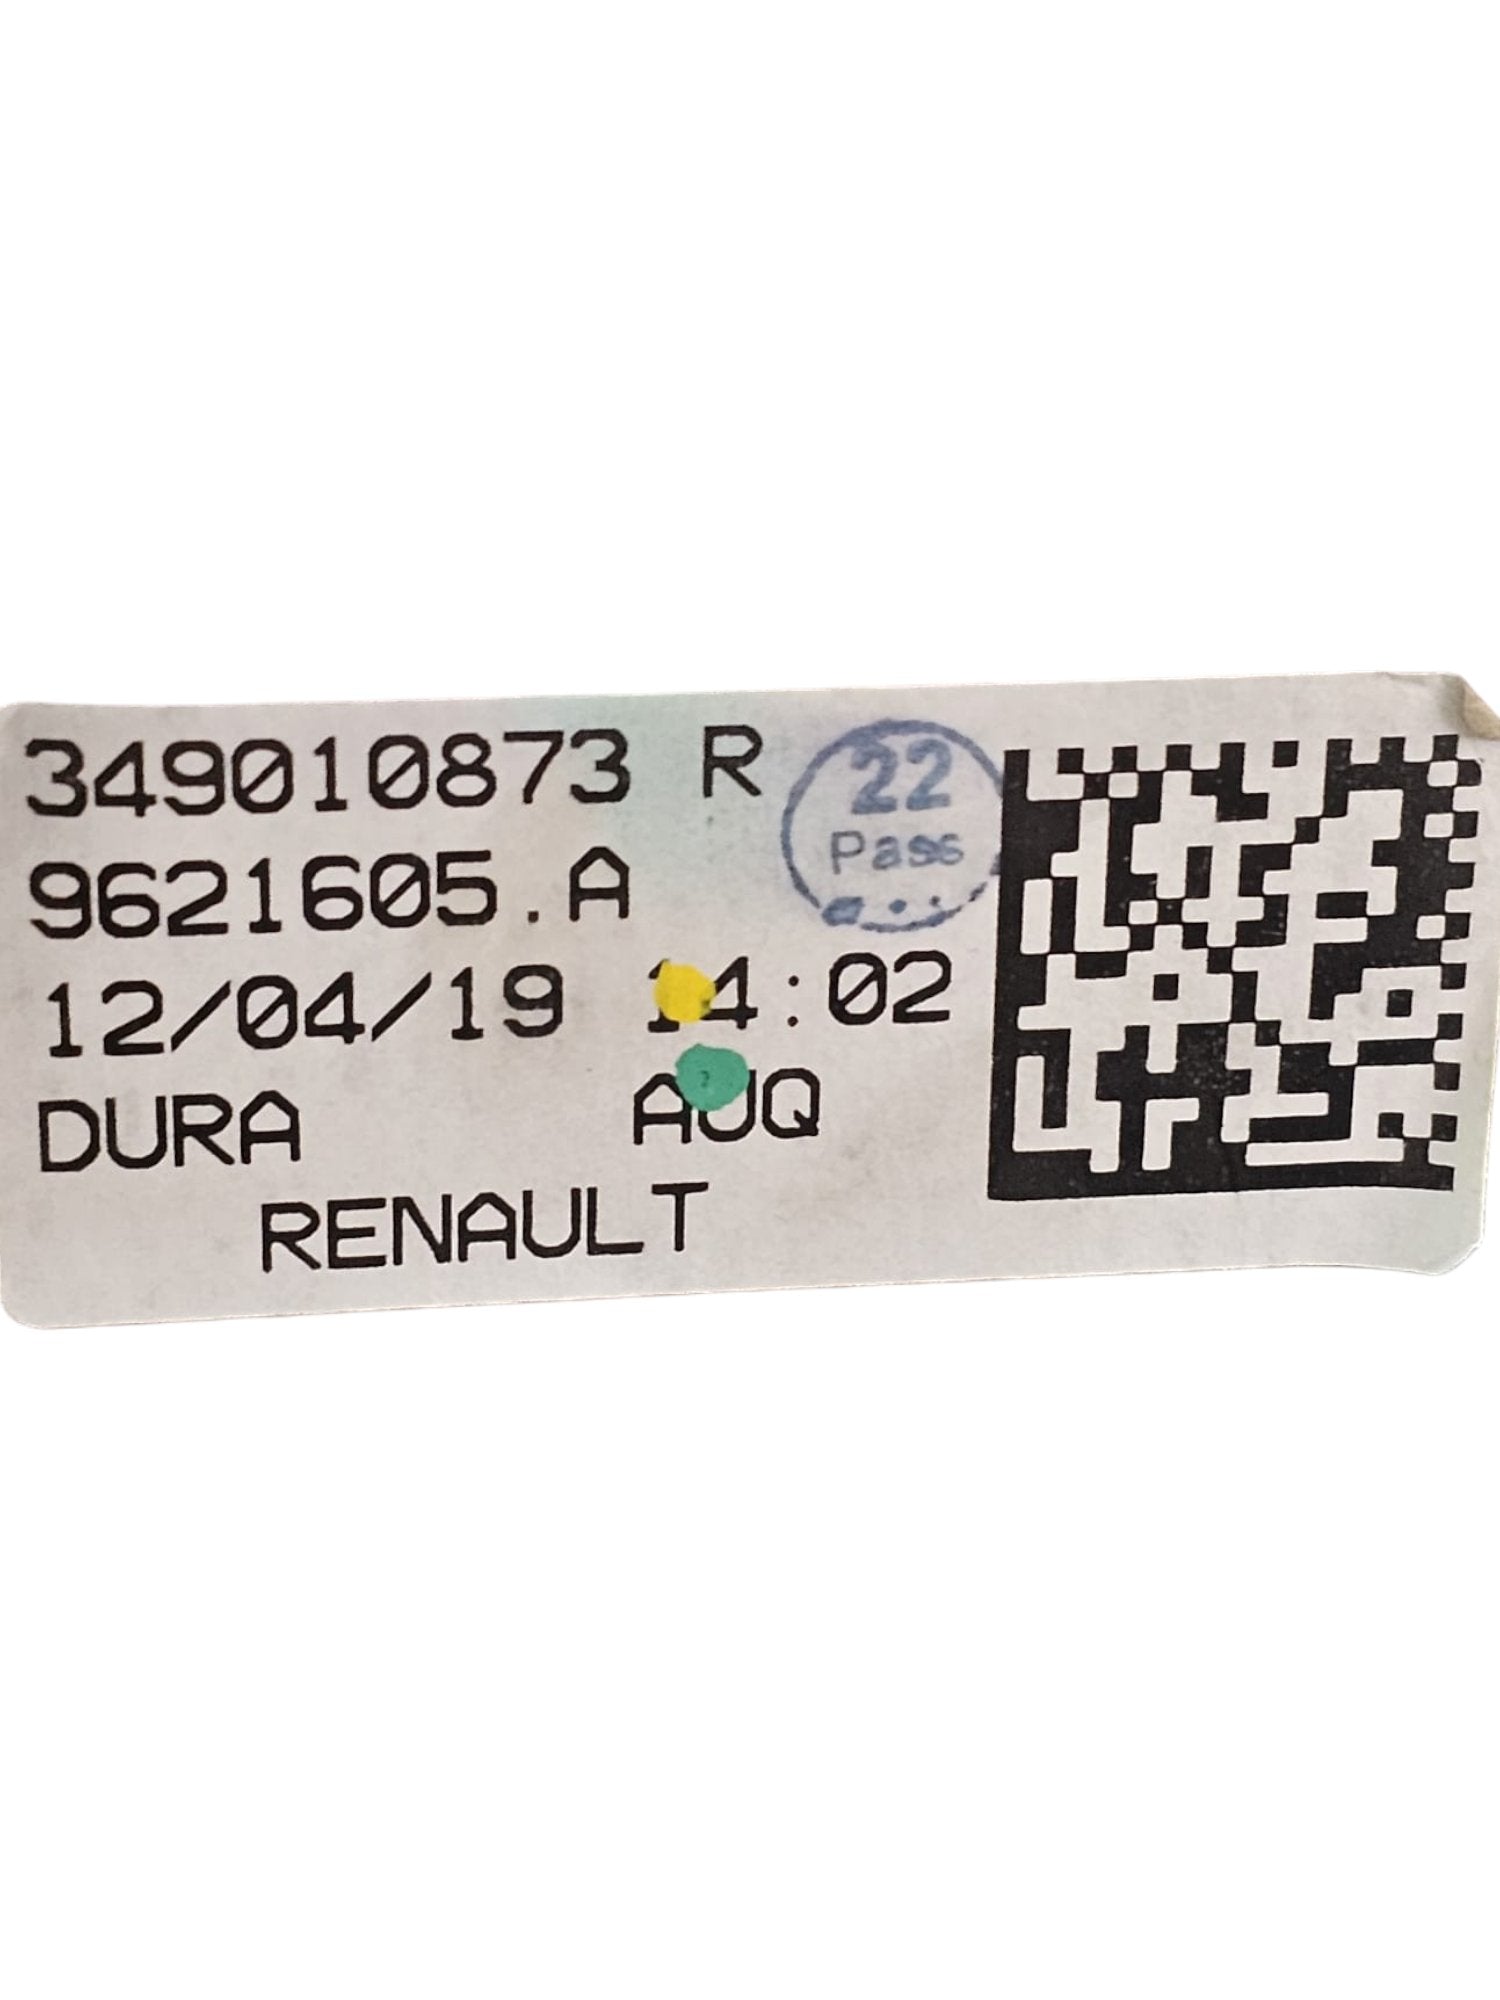 349010873 R
22
Pass
9621605.A
12/04/19 14:02
DURA AUQ
RENAULT